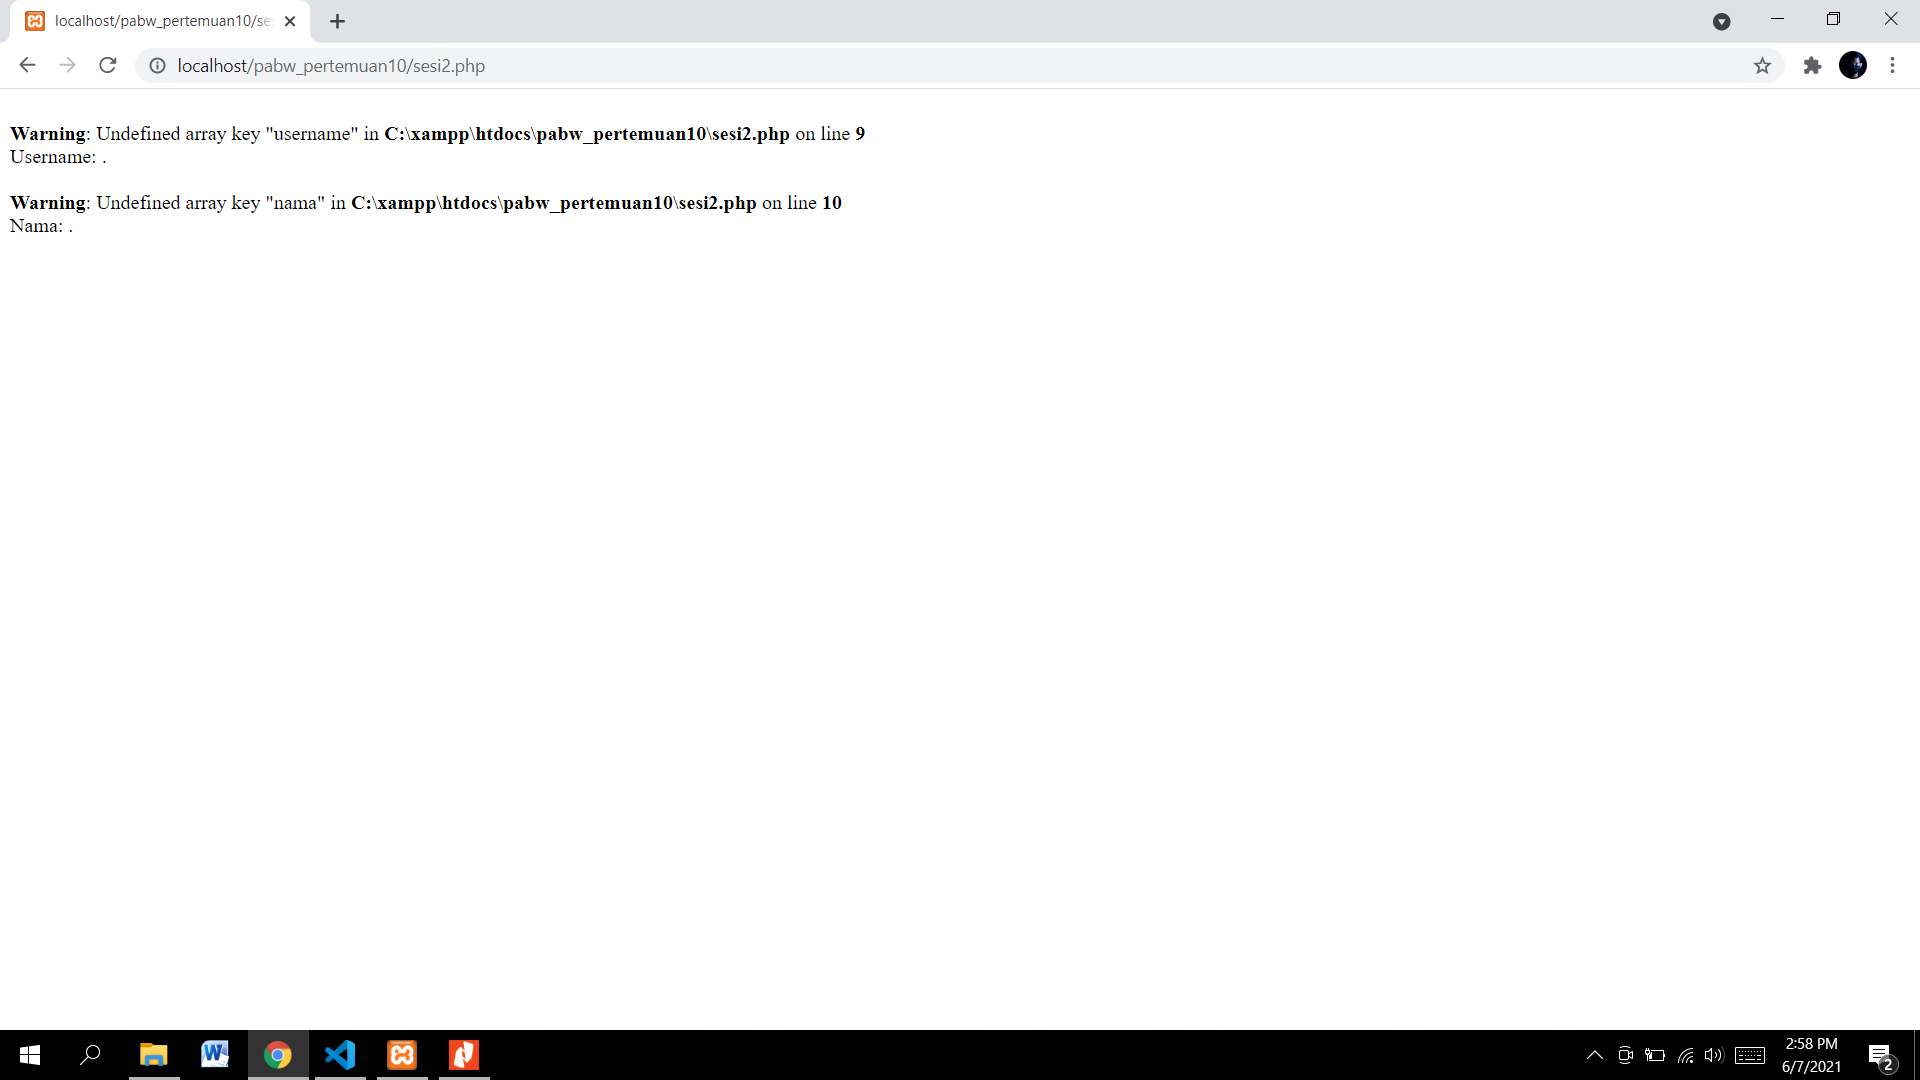 localhost/pabw_pertemuan10/se
localhost/pabw_pertemuan10/sesi2.php
Warning: Undefined array key "username" in C:\xampp\htdocs\pabw_pertemuan10\sesi2.php on line 9
Username: .
Warning: Undefined array key "nama" in C:\xampp\htdocs\pabw_pertemuan10\sesi2.php on line 10
Nama: .
2:58 PM
6/7/2021
2